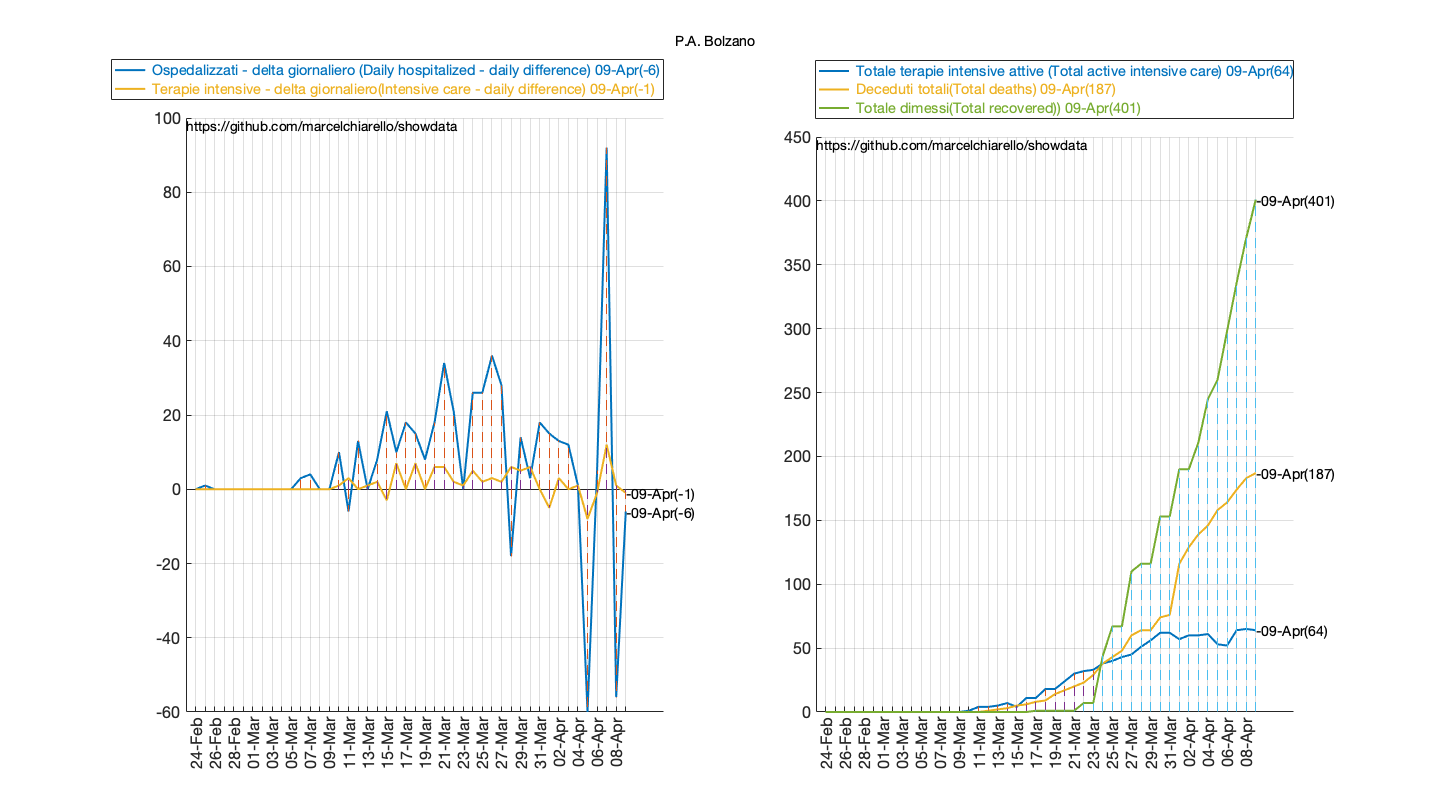 P.A. Bolzano
Ospedalizzati - delta giornaliero (Daily hospitalized - daily difference) 09-Apr(-6)
Terapie intensive - delta giornaliero(Intensive care - daily difference) 09-Apr(-1)
https://github.com/marcelchiarello/showdata
100
80
60
40
20
0
-20
-40
-60
-09-Apr(-1)
-09-Apr(-6)
24-Feb
26-Feb
28-Feb
01-Mar
03-Mar
05-Mar
07-Mar
09-Mar
11-Mar
13-Mar
15-Mar
17-Mar
19-Mar
21-Mar
23-Mar
25-Mar
27-Mar
29-Mar
31-Mar
02-Apr
04-Apr
06-Apr
08-Apr
Totale terapie intensive attive (Total active intensive care) 09-Apr(64)
Deceduti totali(Total deaths) 09-Apr(187)
Totale dimessi(Total recovered)) 09-Apr(401)
https://github.com/marcelchiarello/showdata
450
400
350
300
250
200
150
100
50
0
-09-Apr(401)
-09-Apr(187)
-09-Apr(64)
24-Feb
26-Feb
28-Feb
01-Mar
03-Mar
05-Mar
07-Mar
09-Mar
11-Mar
13-Mar
15-Mar
17-Mar
19-Mar
21-Mar
23-Mar
25-Mar
27-Mar
29-Mar
31-Mar
02-Apr
04-Apr
06-Apr
08-Apr